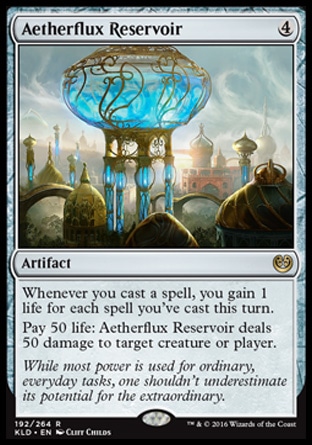 Aetherflux Reservoir 4
Artifact
Whenever you cast a spell, you gain 1
life for each spell you've cast this turn.
Pay 50 life: Aetherflux Reservoir deals
50 damage to target creature or player.
While most power is used for ordinary,
everyday tasks, one shouldn't underestimate
its potential for the extraordinary.
192/264 R
KLD • EN Cliff Childs ™ & © 2016 Wizards of the Coast